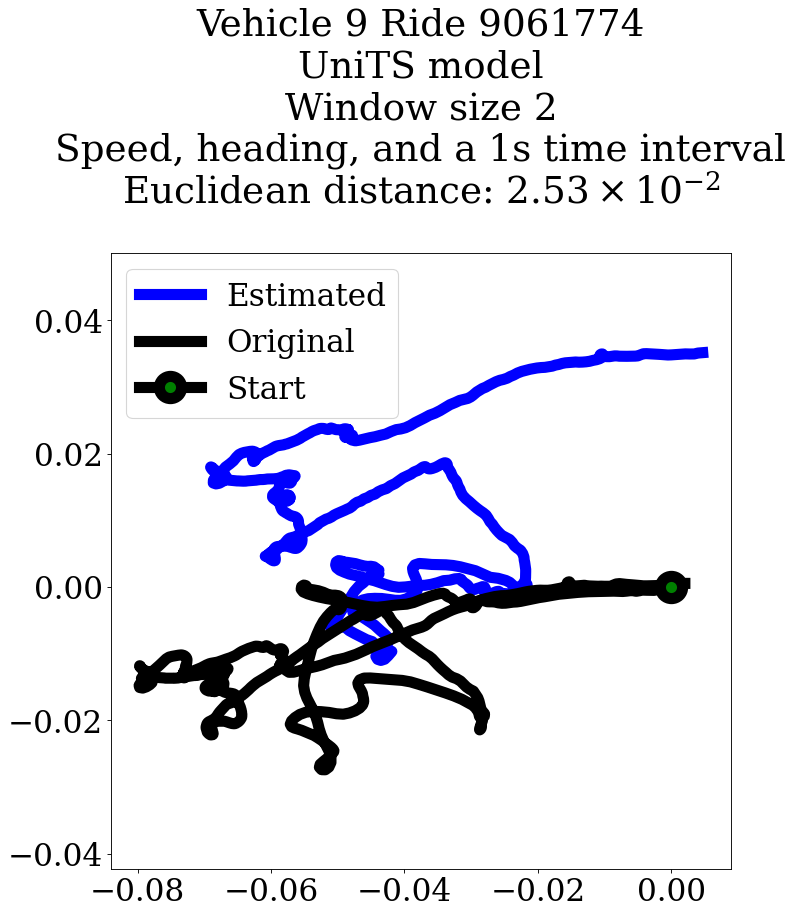 Vehicle 9 Ride 9061774
UniTS model
Window size 2
Speed, heading, and a 1s time interval
Euclidean distance: 2.53 × 10⁻²
Estimated
Original
Start
0.04
0.02
0.00
−0.02
−0.04
−0.08 −0.06 −0.04 −0.02 0.00